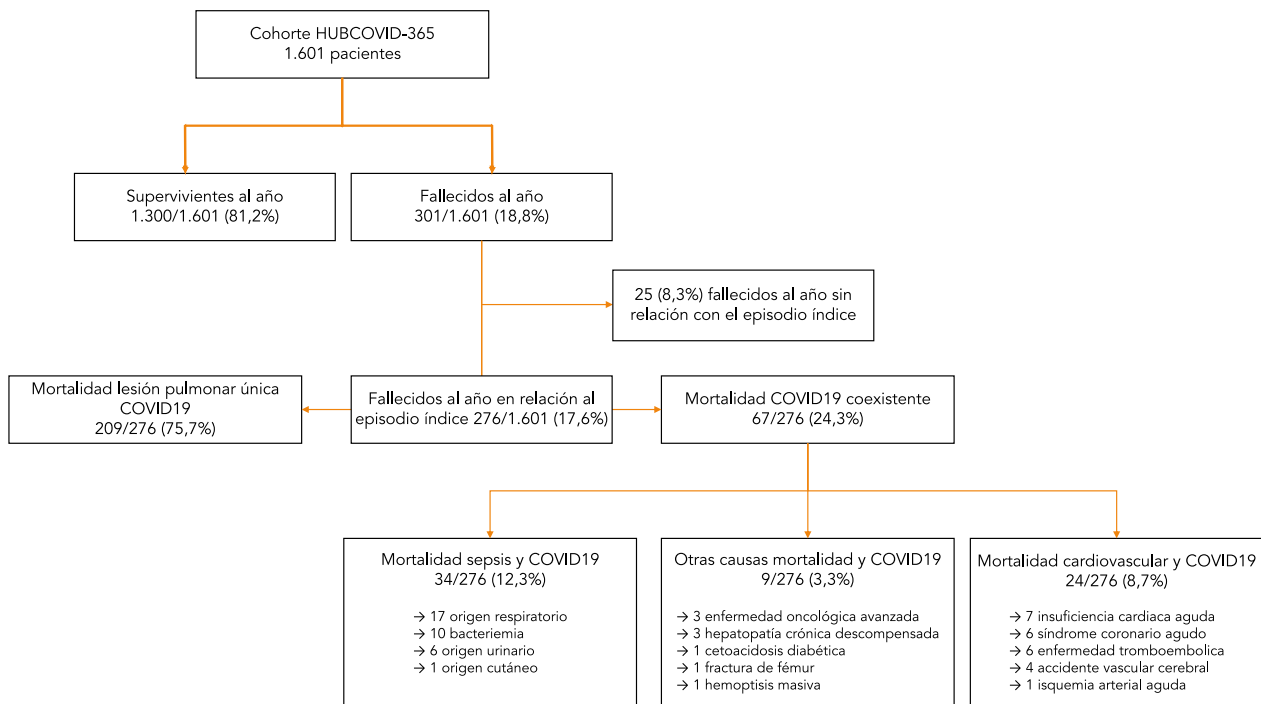 Cohorte HUBCOVID-365
1.601 pacientes
Supervivientes al año
1.300/1.601 (81,2%)
Fallecidos al año
301/1.601 (18,8%)
25 (8,3%) fallecidos al año sin
relación con el episodio índice
Mortalidad lesión pulmonar única
COVID19
209/276 (75,7%)
Fallecidos al año en relación al
episodio índice 276/1.601 (17,6%)
Mortalidad COVID19 coexistente
67/276 (24,3%)
Mortalidad sepsis y COVID19
34/276 (12,3%)
→ 17 origen respiratorio
→ 10 bacteriemia
→ 6 origen urinario
→ 1 origen cutáneo
Otras causas mortalidad y COVID19
9/276 (3,3%)
→ 3 enfermedad oncológica avanzada
→ 3 hepatopatía crónica descompensada
→ 1 cetoacidosis diabética
→ 1 fractura de fémur
→ 1 hemoptisis masiva
Mortalidad cardiovascular y COVID19
24/276 (8,7%)
→ 7 insuficiencia cardiaca aguda
→ 6 síndrome coronario agudo
→ 6 enfermedad tromboembolica
→ 4 accidente vascular cerebral
→ 1 isquemia arterial aguda